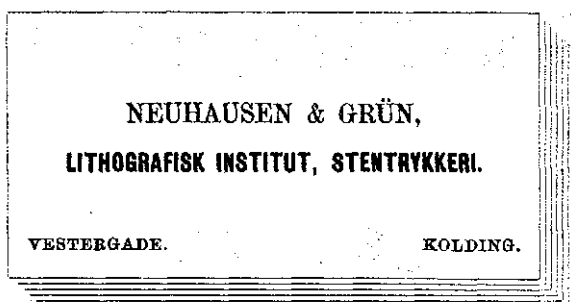 NEUHAUSEN & GRÜN,
LITHOGRAFISK INSTITUT, STENTRYKKERI.
VESTERGADE. KOLDING.